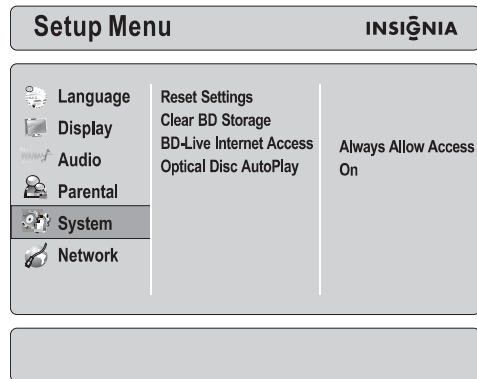 Setup Menu
INSIGNIA
Language
Display
Audio
Parental
System
Network
Reset Settings
Clear BD Storage
BD-Live Internet Access
Optical Disc AutoPlay
Always Allow Access
On